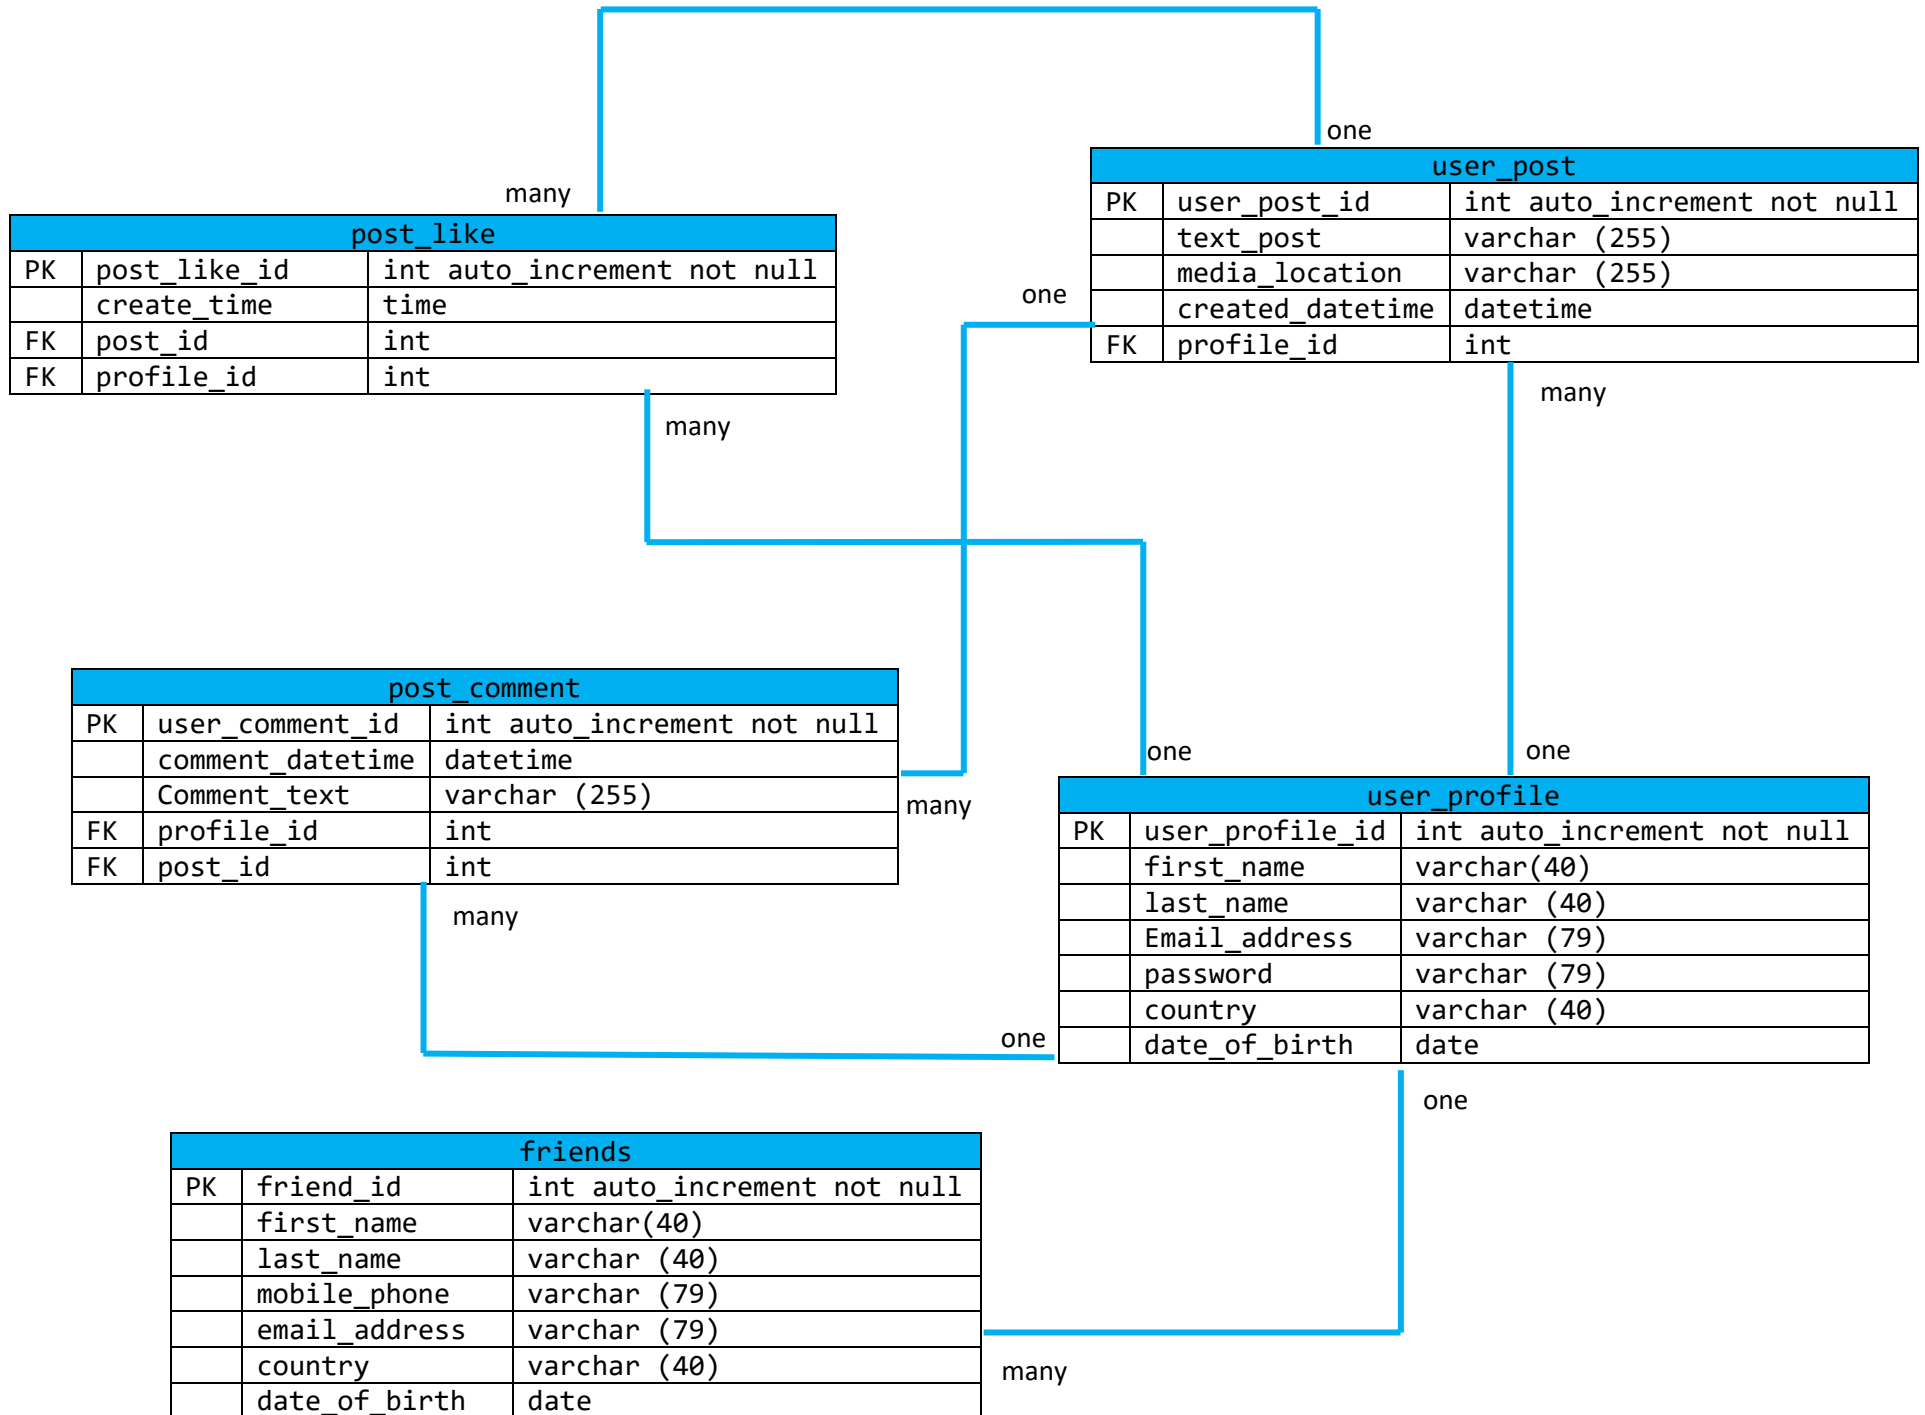 one
user_post
PK user_post_id int auto_increment not null
text_post varchar (255)
media_location varchar (255)
created_datetime datetime
FK profile_id int
many
post_like
PK post_like_id int auto_increment not null
create_time time
FK post_id int
FK profile_id int
one
many
many
post_comment
PK user_comment_id int auto_increment not null
comment_datetime datetime
Comment_text varchar (255)
FK profile_id int
FK post_id int
many
many
one
one
user_profile
PK user_profile_id int auto_increment not null
first_name varchar(40)
last_name varchar (40)
Email_address varchar (79)
password varchar (79)
country varchar (40)
date_of_birth date
one
one
friends
PK friend_id int auto_increment not null
first_name varchar(40)
last_name varchar (40)
mobile_phone varchar (79)
email_address varchar (79)
country varchar (40)
date_of_birth date
many